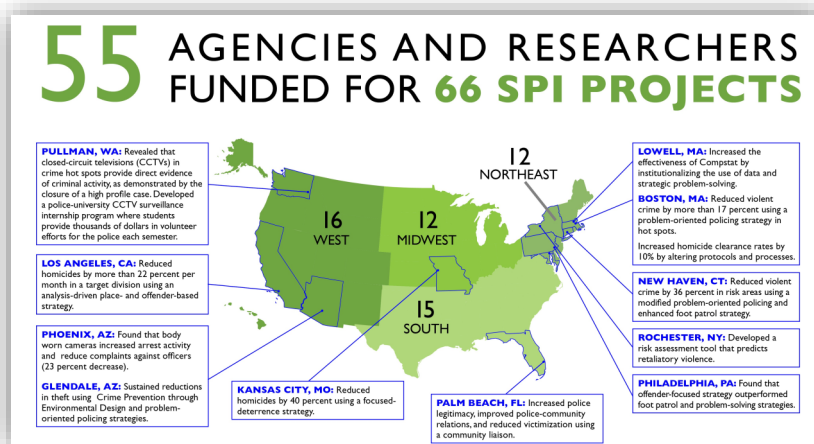 55 AGENCIES AND RESEARCHERS
FUNDED FOR 66 SPI PROJECTS
PULLMAN, WA: Revealed that
closed-circuit televisions (CCTVs) in
crime hot spots provide direct evidence
of criminal activity, as demonstrated by the
closure of a high profile case. Developed
a police-university CCTV surveillance
internship program where students
provide thousands of dollars in volunteer
efforts for the police each semester.
LOS ANGELES, CA: Reduced
homicides by more than 22 percent per
month in a target division using an
analysis-driven place- and offender-based
strategy.
PHOENIX, AZ: Found that body
worn cameras increased arrest activity
and reduce complaints against officers
(23 percent decrease).
GLENDALE, AZ: Sustained reductions
in theft using Crime Prevention through
Environmental Design and problem-
oriented policing strategies.
16
WEST
12
MIDWEST
15
SOUTH
12
NORTHEAST
KANSAS CITY, MO: Reduced
homicides by 40 percent using a focused-
deterrence strategy.
PALM BEACH, FL: Increased police
legitimacy, improved police-community
relations, and reduced victimization using
a community liaison.
LOWELL, MA: Increased the
effectiveness of Compstat by
institutionalizing the use of data and
strategic problem-solving.
BOSTON, MA: Reduced violent
crime by more than 17 percent using a
problem-oriented policing strategy in
hot spots.
Increased homicide clearance rates by
10% by altering protocols and processes.
NEW HAVEN, CT: Reduced violent
crime by 36 percent in risk areas using a
modified problem-oriented policing and
enhanced foot patrol strategy.
ROCHESTER, NY: Developed a
risk assessment tool that predicts
retaliatory violence.
PHILADELPHIA, PA: Found that
offender-focused strategy outperformed
foot patrol and problem-solving strategies.